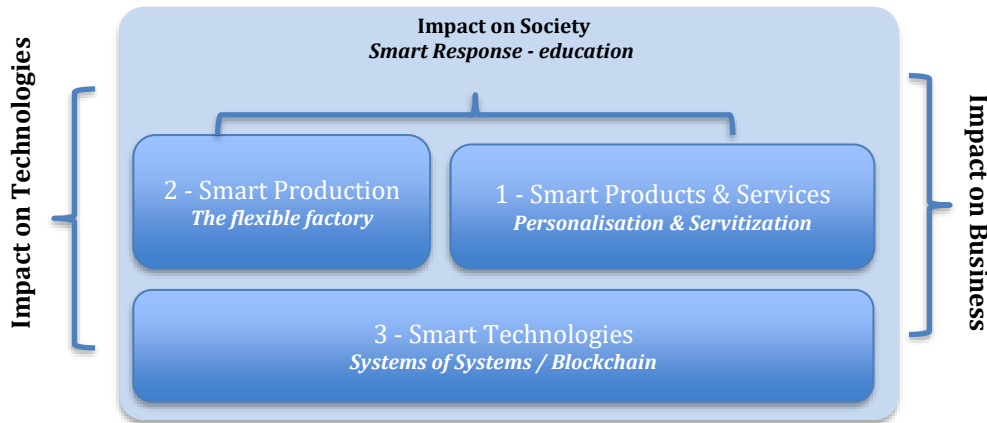 Impact on Society
Smart Response - education
Impact on Technologies
2 - Smart Production
The flexible factory
1 - Smart Products & Services
Personalisation & Servitization
3 - Smart Technologies
Systems of Systems / Blockchain
Impact on Business